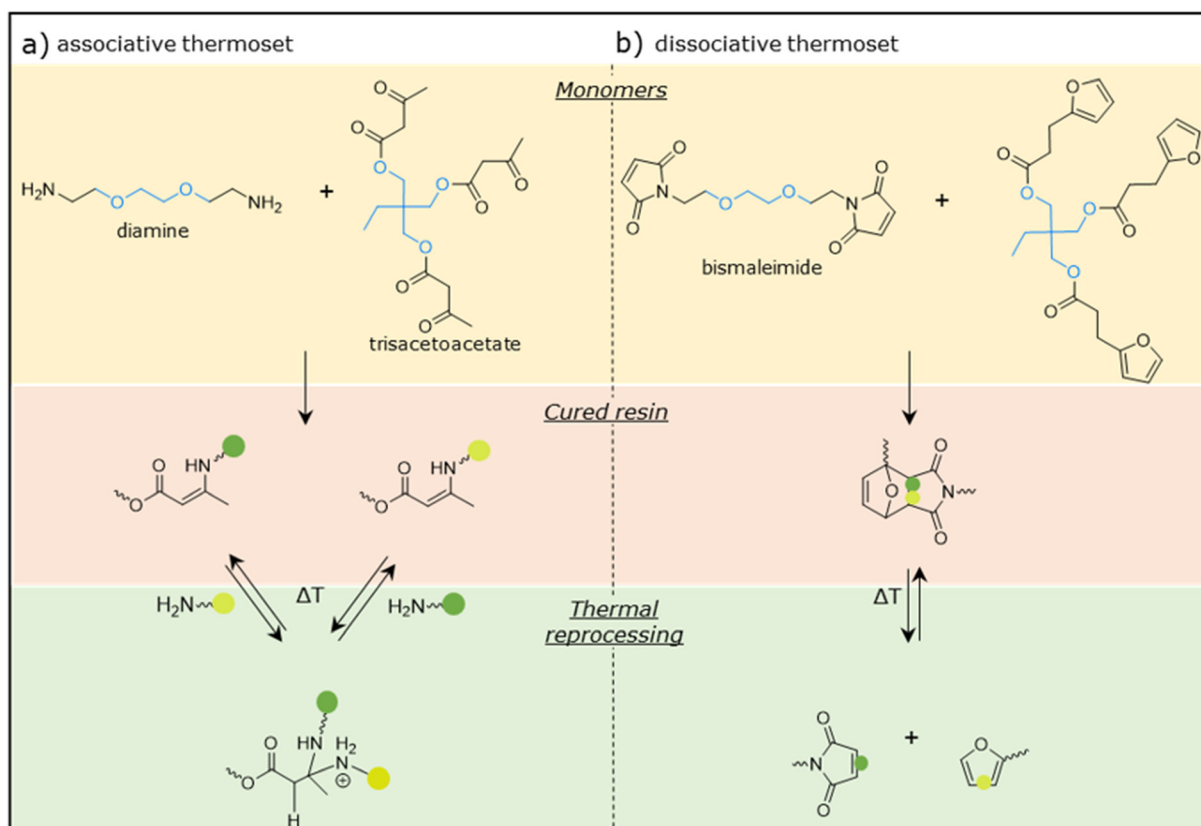 a) associative thermoset
b) dissociative thermoset
Monomers
O
O
O
O
O
O
O
O
O
H2N
O
O
NH2
+
diamine
trisacetoacetate
O
N
O
O
O
O
N
O
+
bismaleimide
O
O
O
O
O
O
O
O
O
Cured resin
O
HN
O
O
HN
O
O
O
N
O
H2N
ΔT
H2N
Thermal
reprocessing
ΔT
O
HN
H2
N
⊕
O
H
O
N
O
+
O